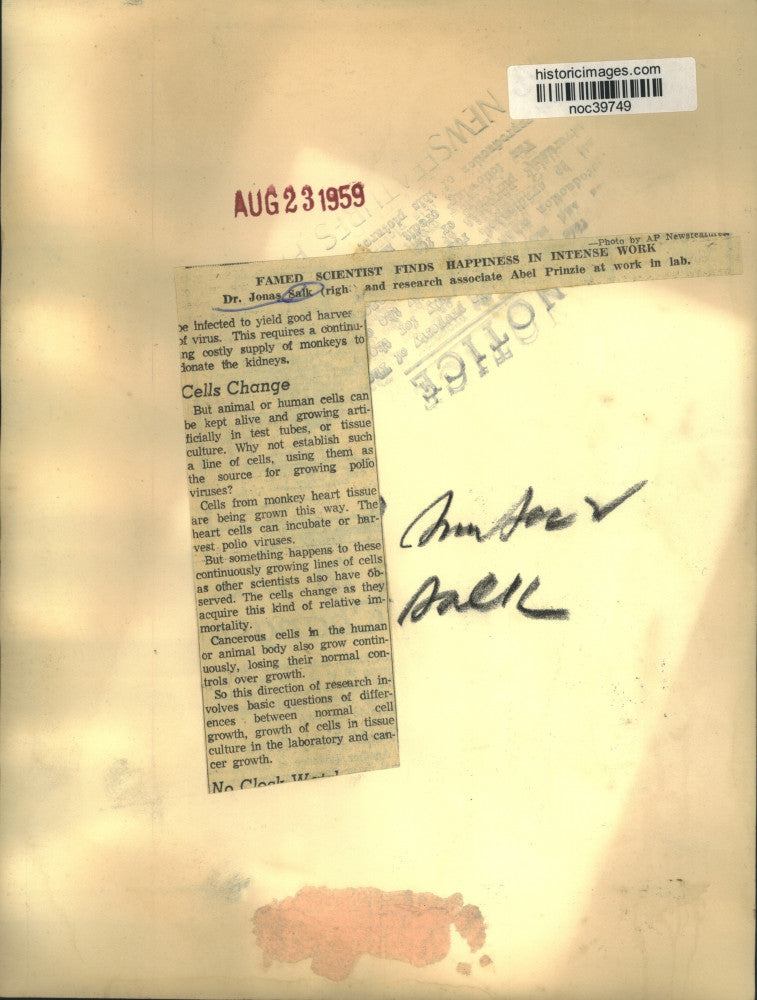 historicimages.com
noc39749
NEWSFEATURES
AUG 23 1959
—Photo by AP Newsfeatures
FAMED SCIENTIST FINDS HAPPINESS IN INTENSE WORK
Dr. Jonas Salk (righ and research associate Abel Prinzie at work in lab.
NOTICE
be infected to yield good harves
of virus. This requires a continu-
ng costly supply of monkeys to
donate the kidneys.
Cells Change
But animal or human cells can
be kept alive and growing arti-
ficially in test tubes, or tissue
culture. Why not establish such
a line of cells, using them as
the source for growing polio
viruses?
Cells from monkey heart tissue
are being grown this way. The
heart cells can incubate or har-
vest polio viruses.
But something happens to these
continuously growing lines of cells
as other scientists also have ob-
served. The cells change as they
acquire this kind of relative im-
mortality.
Cancerous cells in the human
or animal body also grow contin-
uously, losing their normal con-
trols over growth.
So this direction of research in-
volves basic questions of differ-
ences between normal cell
growth, growth of cells in tissue
culture in the laboratory and can-
cer growth.
No Clock
Salk